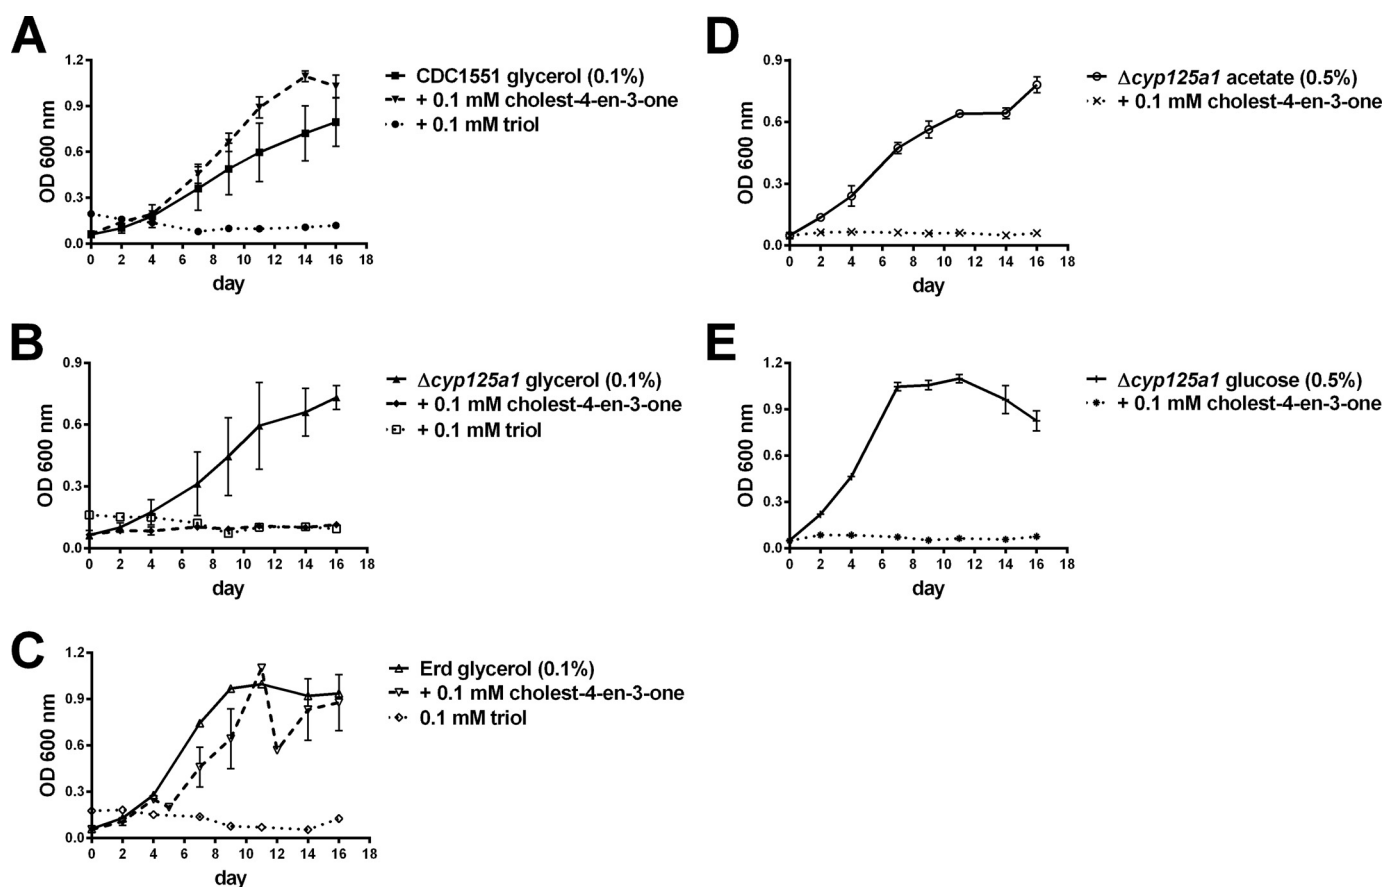 A
1.2
0.9
0.6
0.3
0.0
OD 600 nm
0 2 4 6 8 10 12 14 16 18
day
CDC1551 glycerol (0.1%)
+ 0.1 mM cholest-4-en-3-one
+ 0.1 mM triol
B
0.9
0.6
0.3
0.0
OD 600 nm
0 2 4 6 8 10 12 14 16 18
day
Δcyp125a1 glycerol (0.1%)
+ 0.1 mM cholest-4-en-3-one
+ 0.1 mM triol
C
1.2
0.9
0.6
0.3
0.0
OD 600 nm
0 2 4 6 8 10 12 14 16 18
day
Erd glycerol (0.1%)
+ 0.1 mM cholest-4-en-3-one
0.1 mM triol
D
0.9
0.6
0.3
0.0
OD 600 nm
0 2 4 6 8 10 12 14 16 18
day
Δcyp125a1 acetate (0.5%)
+ 0.1 mM cholest-4-en-3-one
E
1.2
0.9
0.6
0.3
0.0
OD 600 nm
0 2 4 6 8 10 12 14 16 18
day
Δcyp125a1 glucose (0.5%)
+ 0.1 mM cholest-4-en-3-one